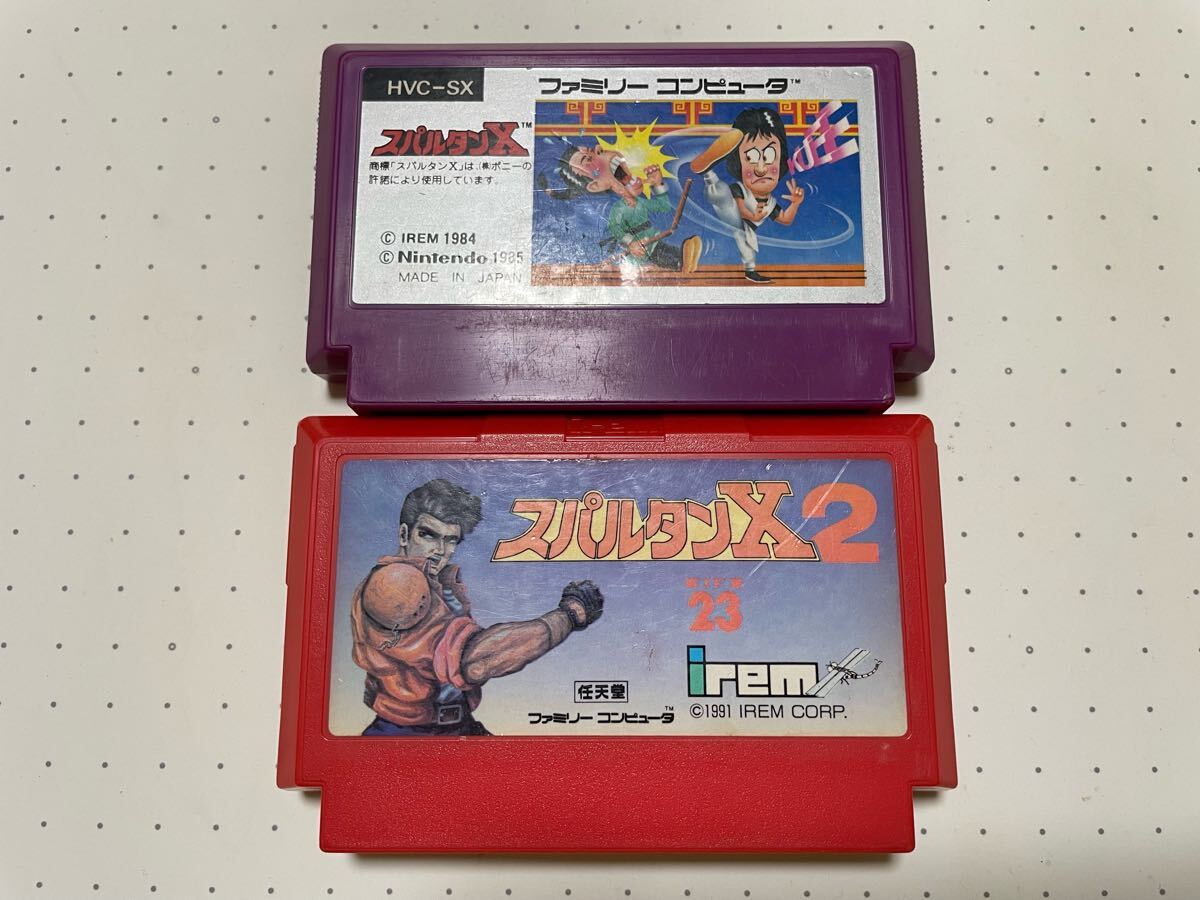 HVC-SX
ファミリー コンピュータ™
スパルタンX™
商標「スパルタンX」は、(株)ポニーの
許諾により使用しています。
© IREM 1984
© Nintendo 1985
MADE IN JAPAN
irem
スパルタンX2
23
irem
任天堂
ファミリー コンピュータ™
©1991 IREM CORP.